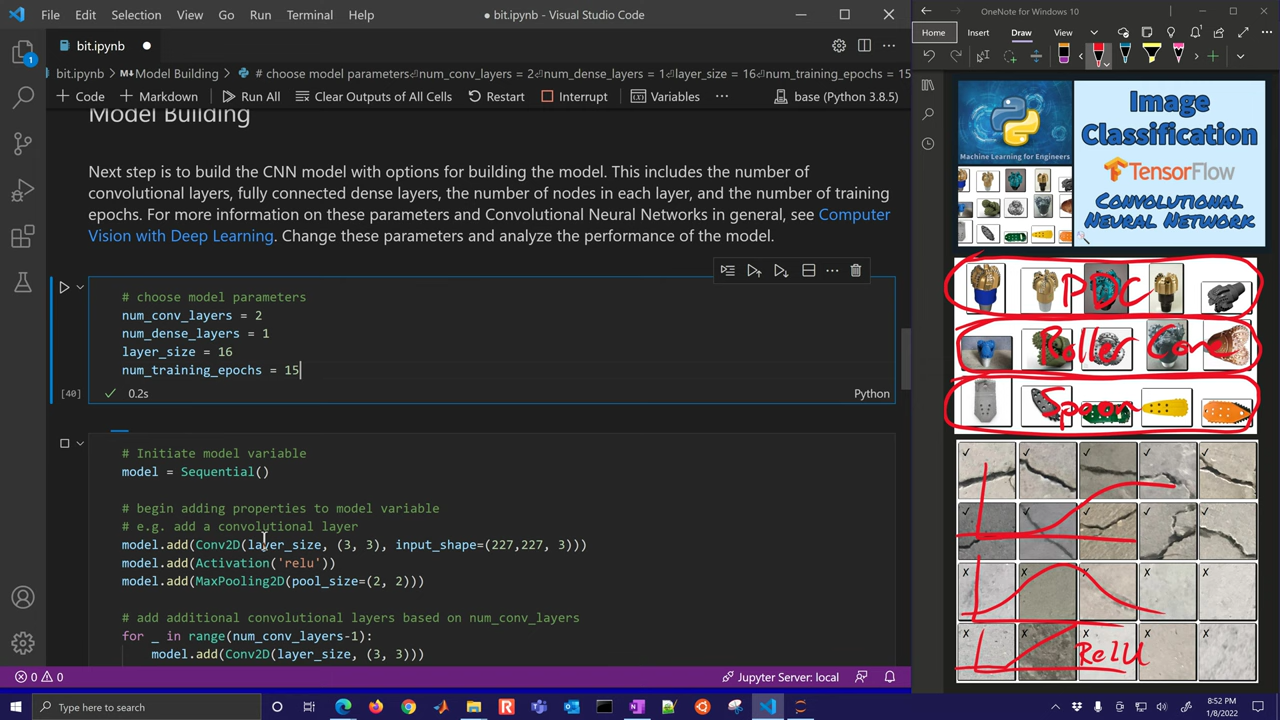 File Edit Selection View Go Run Terminal Help
● bit.ipynb - Visual Studio Code
bit.ipynb
bit.ipynb > Model Building > # choose model parameters⏎num_conv_layers = 2⏎num_dense_layers = 1⏎layer_size = 16⏎num_training_epochs = 15
Code Markdown Run All Clear Outputs of All Cells Restart Interrupt Variables ··· base (Python 3.8.5)
Model Building
Next step is to build the CNN model with options for building the model. This includes the number of
convolutional layers, fully connected dense layers, the number of nodes in each layer, and the number of training
epochs. For more information on these parameters and Convolutional Neural Networks in general, see Computer
Vision with Deep Learning. Change these parameters and analyze the performance of the model.
# choose model parameters
num_conv_layers = 2
num_dense_layers = 1
layer_size = 16
num_training_epochs = 15
[40] 0.2s Python
# Initiate model variable
model = Sequential()
# begin adding properties to model variable
# e.g. add a convolutional layer
model.add(Conv2D(layer_size, (3, 3), input_shape=(227,227, 3)))
model.add(Activation('relu'))
model.add(MaxPooling2D(pool_size=(2, 2)))
# add additional convolutional layers based on num_conv_layers
for _ in range(num_conv_layers-1):
model.add(Conv2D(layer_size, (3, 3)))
1
0 0 Jupyter Server: local
OneNote for Windows 10
Home Insert Draw View
Machine Learning for Engineers
Image
Classification
TensorFlow
Convolutional
Neural Network
PDC
Roller Cone
Spoon
✓ ✓ ✓ ✓ ✓
✓ ✓ ✓ ✓ ✓
X X X X X
X X X X X
RelU
Type here to search
8:52 PM
1/8/2022